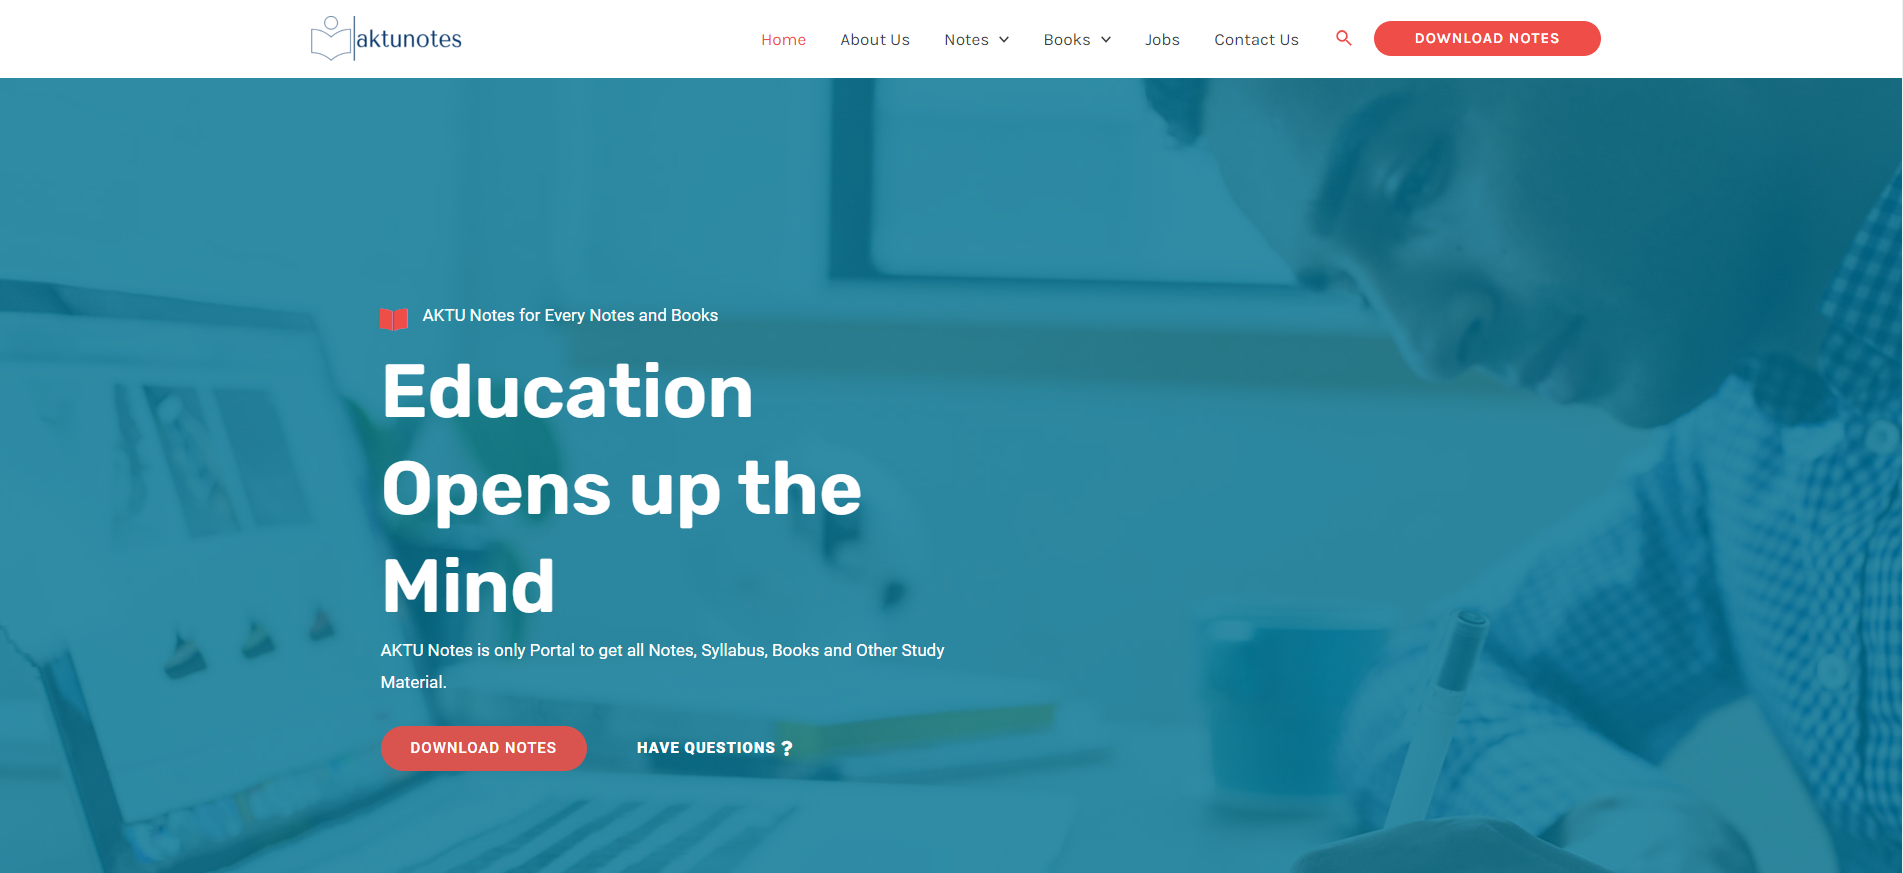 aktunotes
Home About Us Notes Books Jobs Contact Us DOWNLOAD NOTES
AKTU Notes for Every Notes and Books
Education
Opens up the
Mind
AKTU Notes is only Portal to get all Notes, Syllabus, Books and Other Study
Material.
DOWNLOAD NOTES HAVE QUESTIONS ?